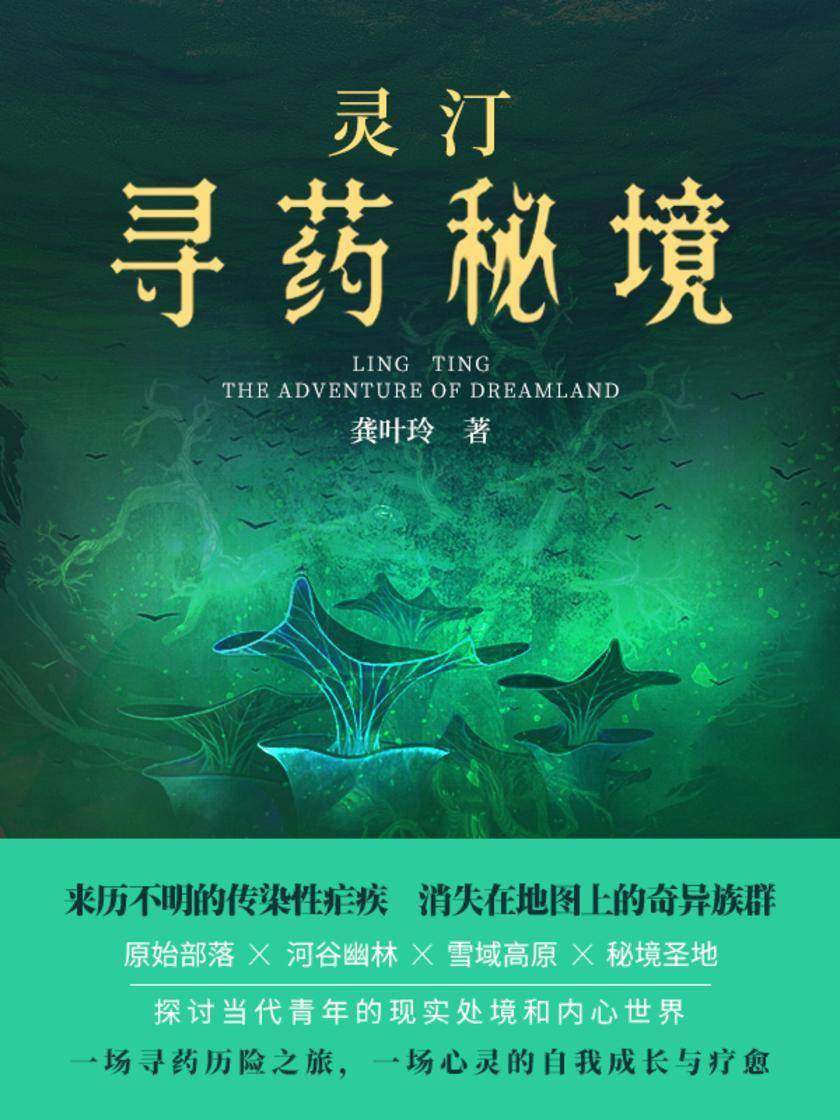 灵汀
寻药秘境
LING TING
THE ADVENTURE OF DREAMLAND
龚叶玲 著
来历不明的传染性症疾 消失在地图上的奇异族群
原始部落 × 河谷幽林 × 雪域高原 × 秘境圣地
探讨当代青年的现实处境和内心世界
一场寻药历险之旅，一场心灵的自我成长与疗愈